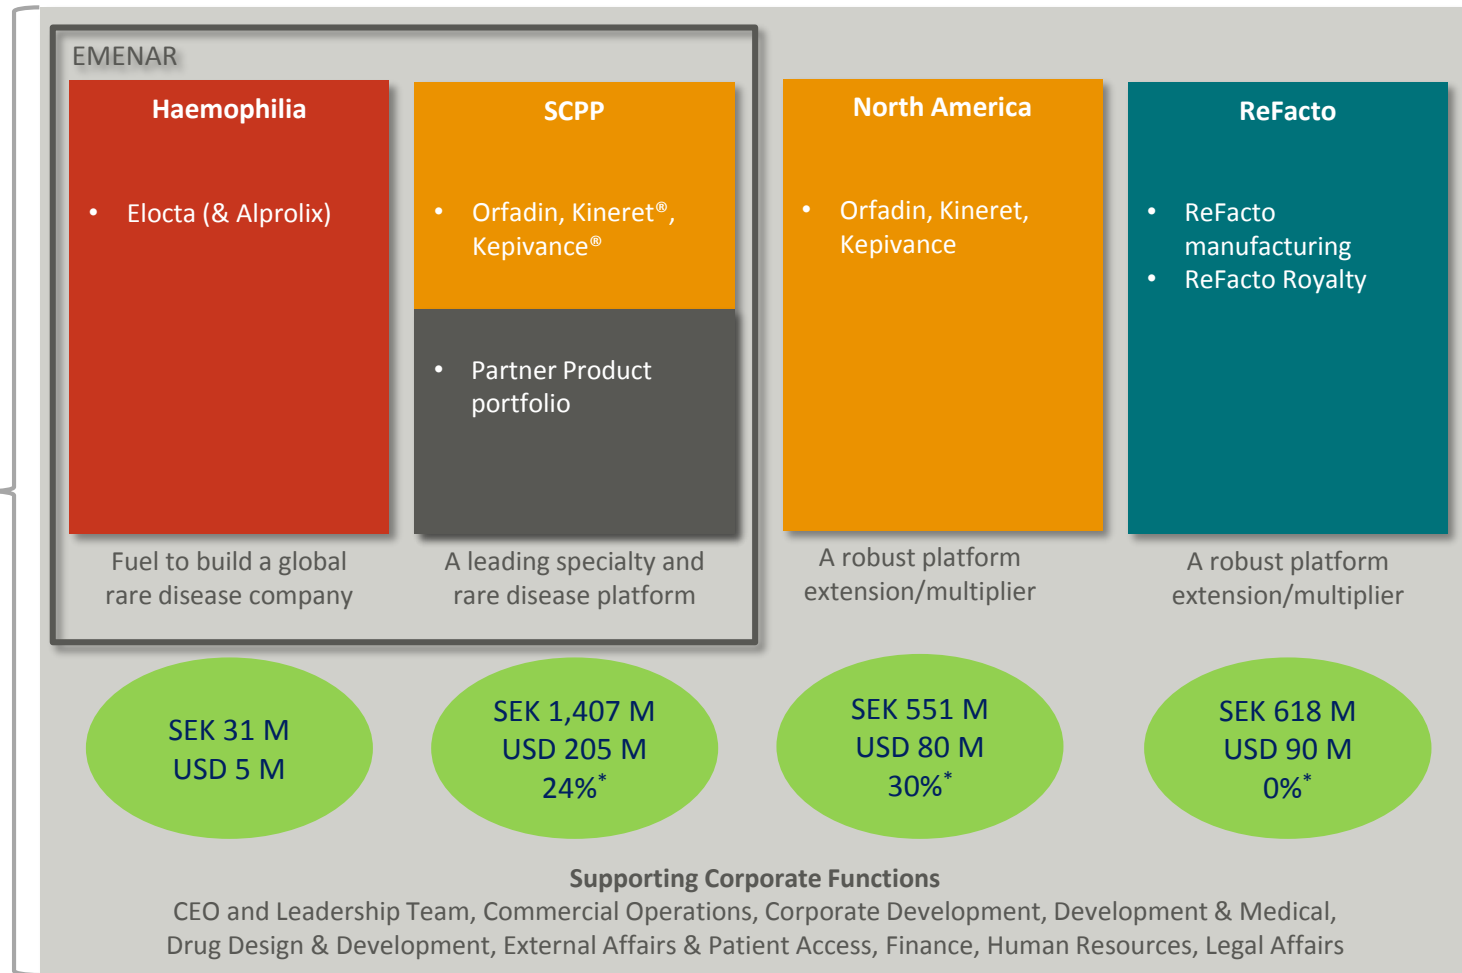 EMENAR
Haemophilia
• Elocta (& Alprolix)
Fuel to build a global
rare disease company
SCPP
• Orfadin, Kineret®,
Kepivance®
• Partner Product
portfolio
A leading specialty and
rare disease platform
North America
• Orfadin, Kineret,
Kepivance
A robust platform
extension/multiplier
ReFacto
• ReFacto
manufacturing
• ReFacto Royalty
A robust platform
extension/multiplier
SEK 31 M
USD 5 M
SEK 1,407 M
USD 205 M
24%*
SEK 551 M
USD 80 M
30%*
SEK 618 M
USD 90 M
0%*
Supporting Corporate Functions
CEO and Leadership Team, Commercial Operations, Corporate Development, Development & Medical,
Drug Design & Development, External Affairs & Patient Access, Finance, Human Resources, Legal Affairs